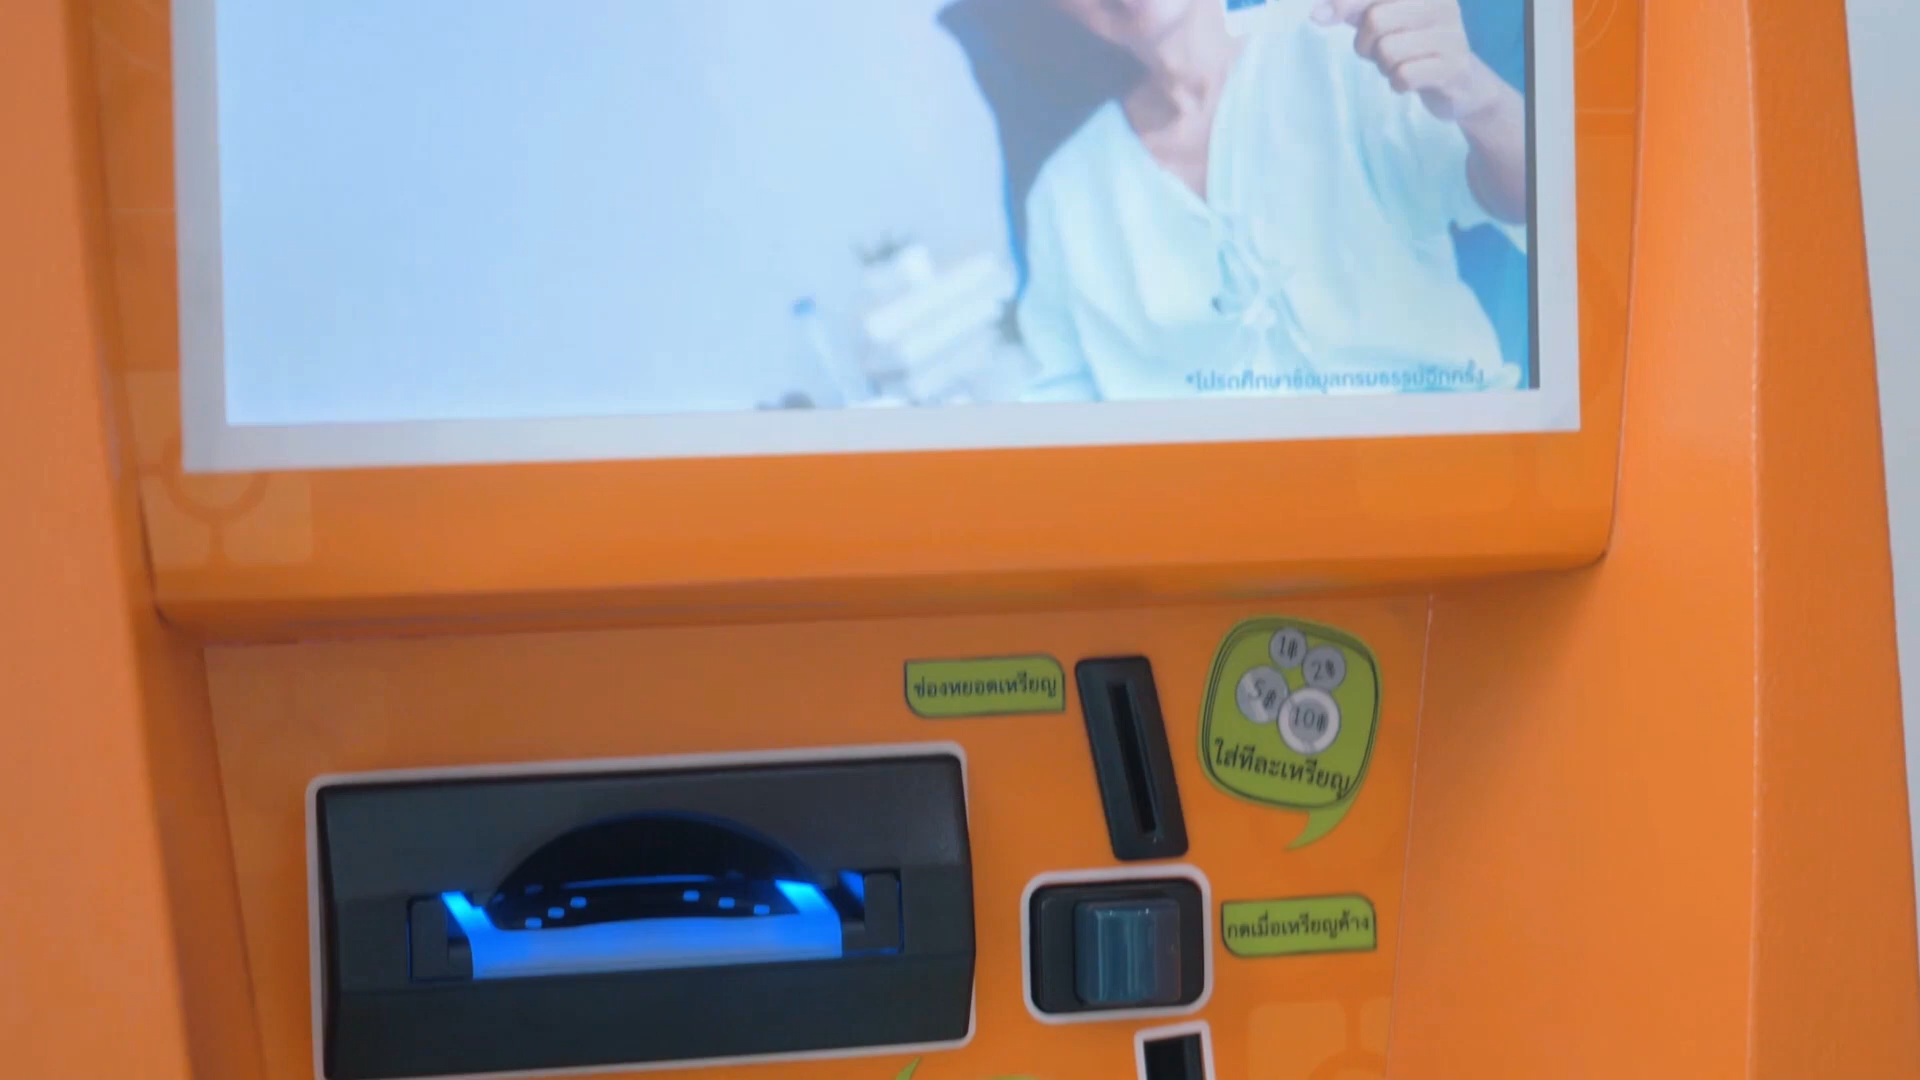 *โปรดศึกษาข้อมูลกรมธรรม์อีกครั้ง
ช่องหยอดเหรียญ
1฿
2฿
5฿
10฿
ใส่ทีละเหรียญ
กดเมื่อเหรียญค้าง